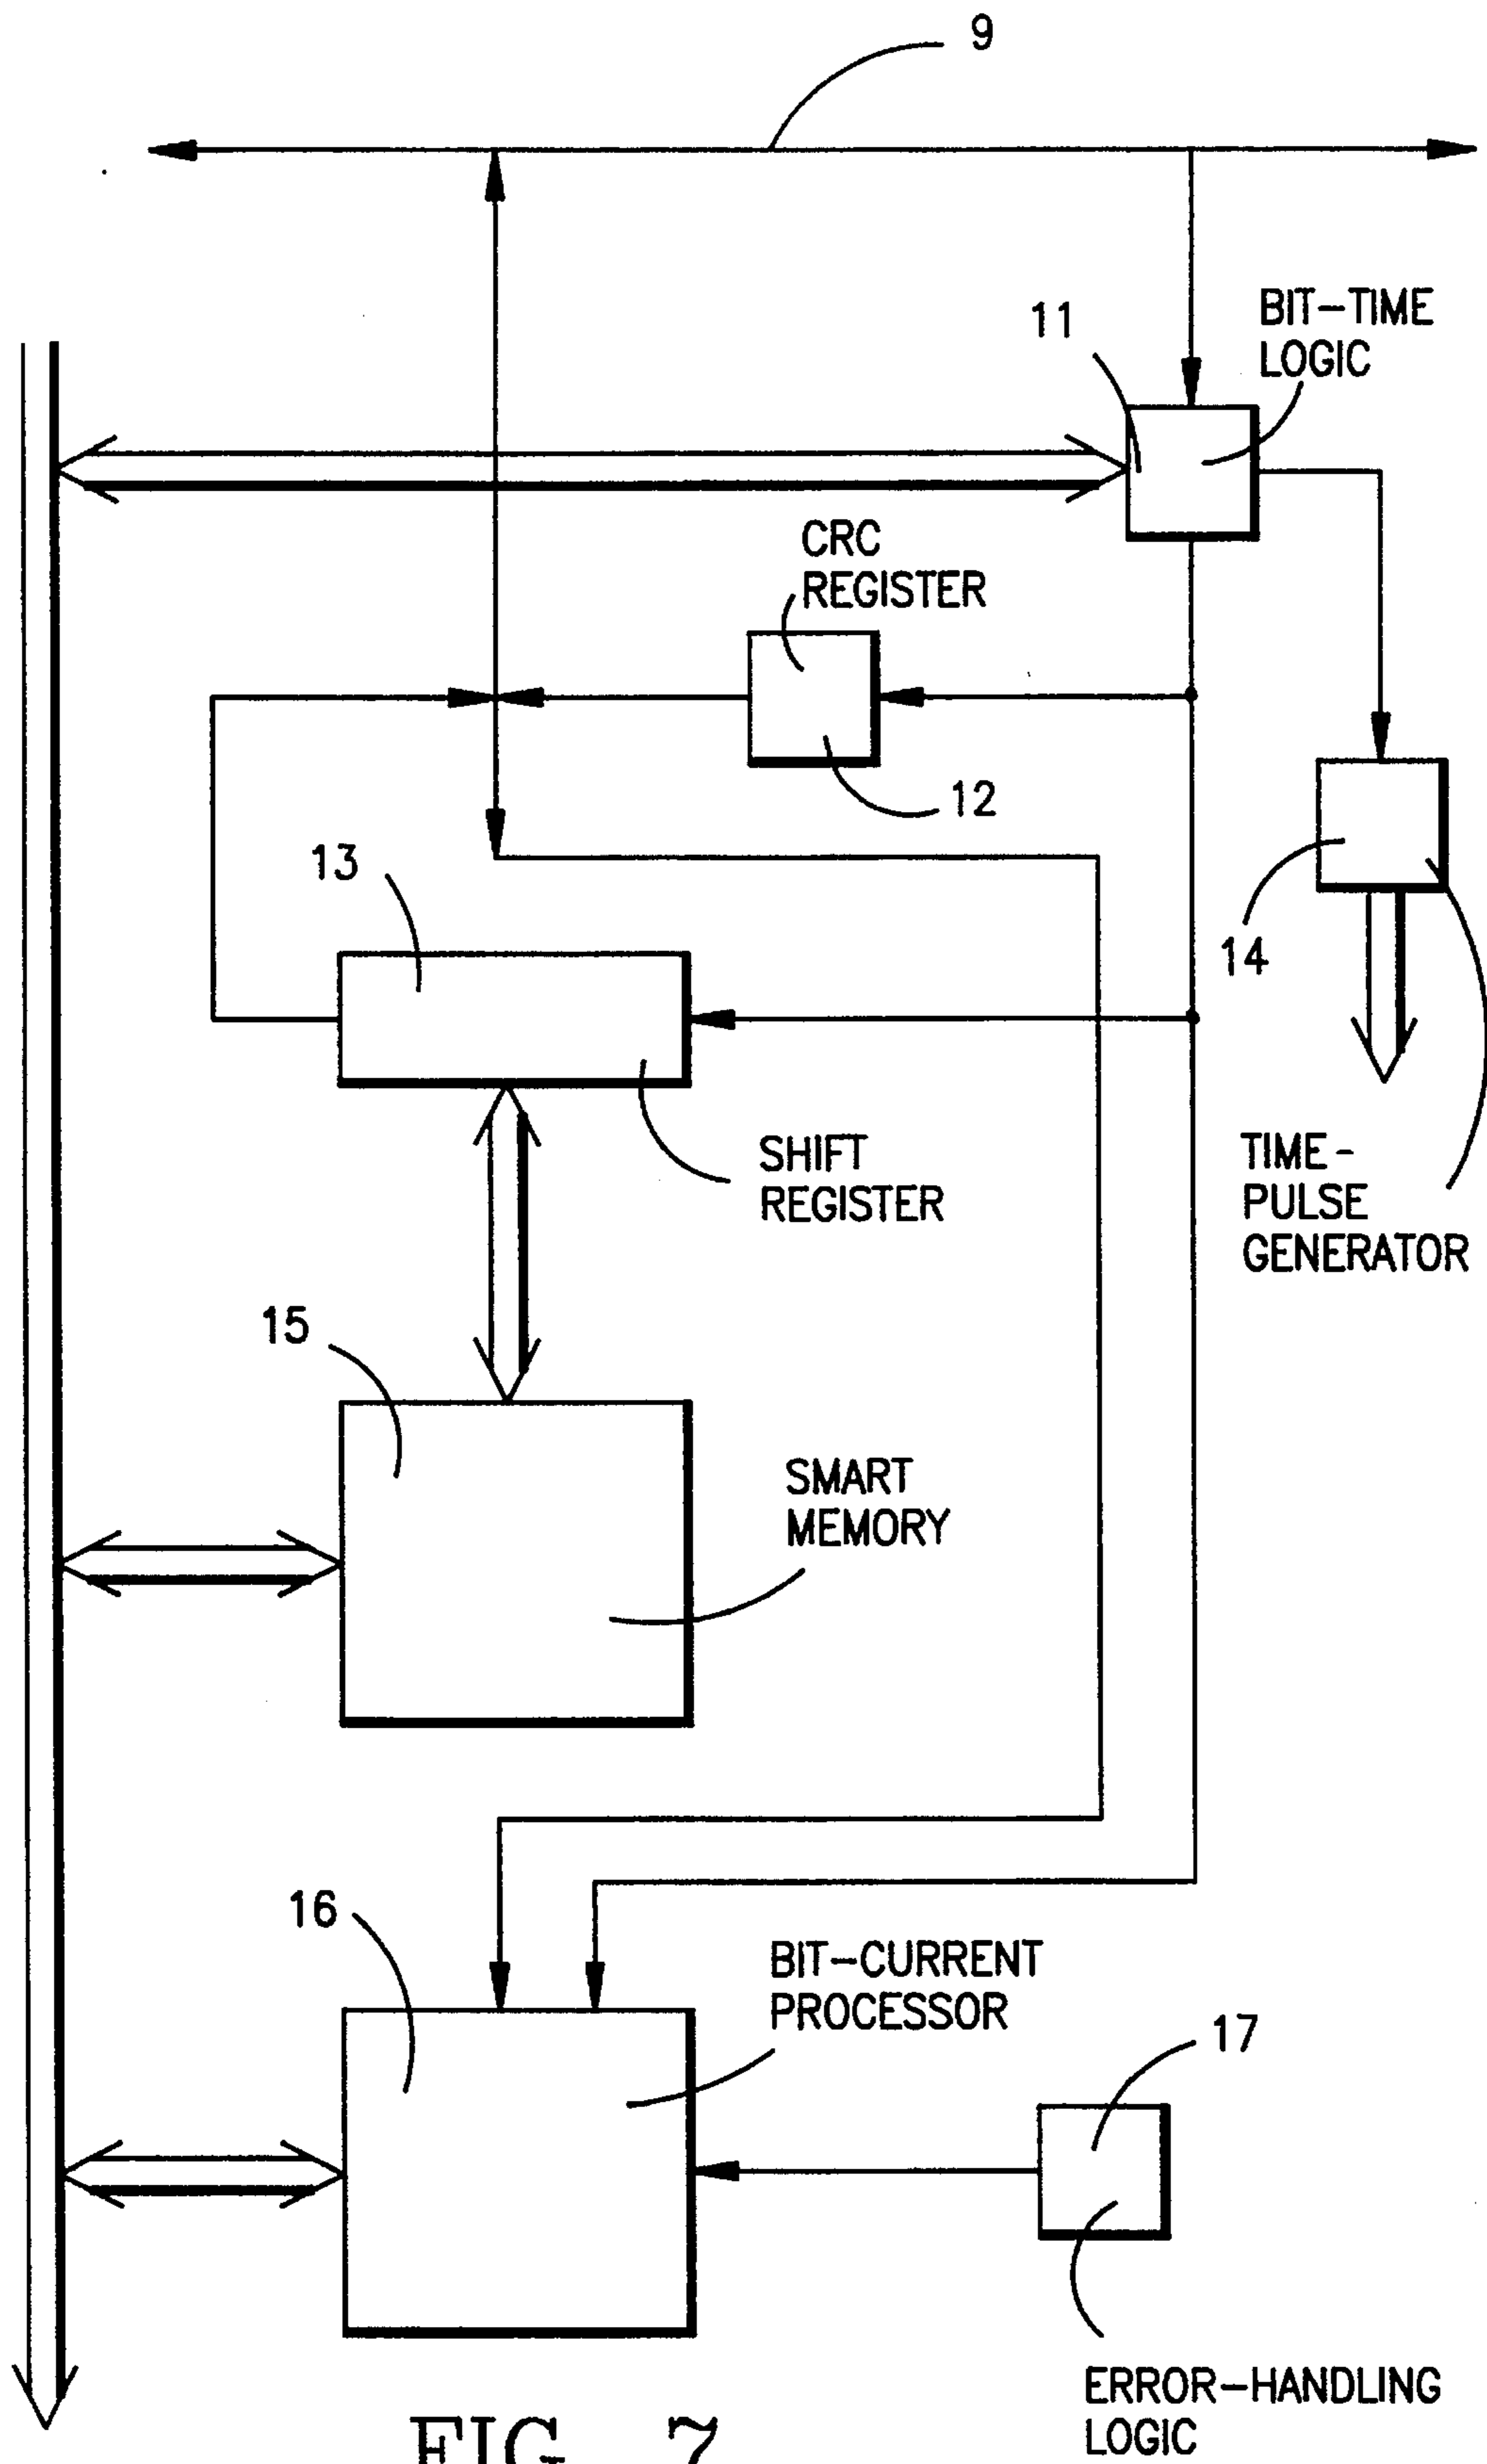 9
11
BIT-TIME
LOGIC
CRC
REGISTER
12
13
14
SHIFT
REGISTER
TIME-
PULSE
GENERATOR
15
SMART
MEMORY
16
BIT-CURRENT
PROCESSOR
17
ERROR-HANDLING
LOGIC
FIG. 7